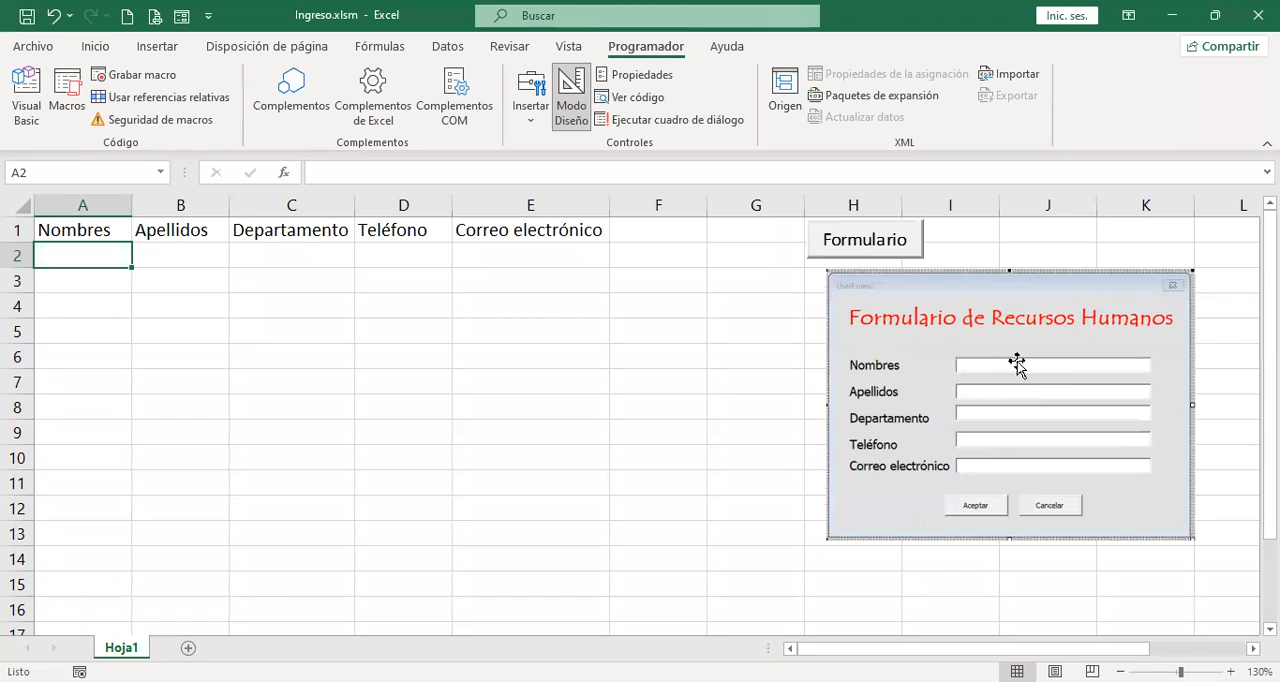 Ingreso.xlsm - Excel
Buscar
Inic. ses.
Archivo Inicio Insertar Disposición de página Fórmulas Datos Revisar Vista Programador Ayuda
Compartir
Visual Basic
Macros
Grabar macro
Usar referencias relativas
Seguridad de macros
Código
Complementos
Complementos de Excel
Complementos COM
Complementos
Insertar
Modo Diseño
Propiedades
Ver código
Ejecutar cuadro de diálogo
Controles
Origen
Propiedades de la asignación
Paquetes de expansión
Actualizar datos
Importar
Exportar
XML
A2
fx
A B C D E F G H I J K L
1 Nombres Apellidos Departamento Teléfono Correo electrónico
Formulario
2
3
4
5
6
7
8
9
10
11
12
13
14
15
16
17
Formulario de Recursos Humanos
Nombres
Apellidos
Departamento
Teléfono
Correo electrónico
Aceptar Cancelar
Hoja1
Listo
130%